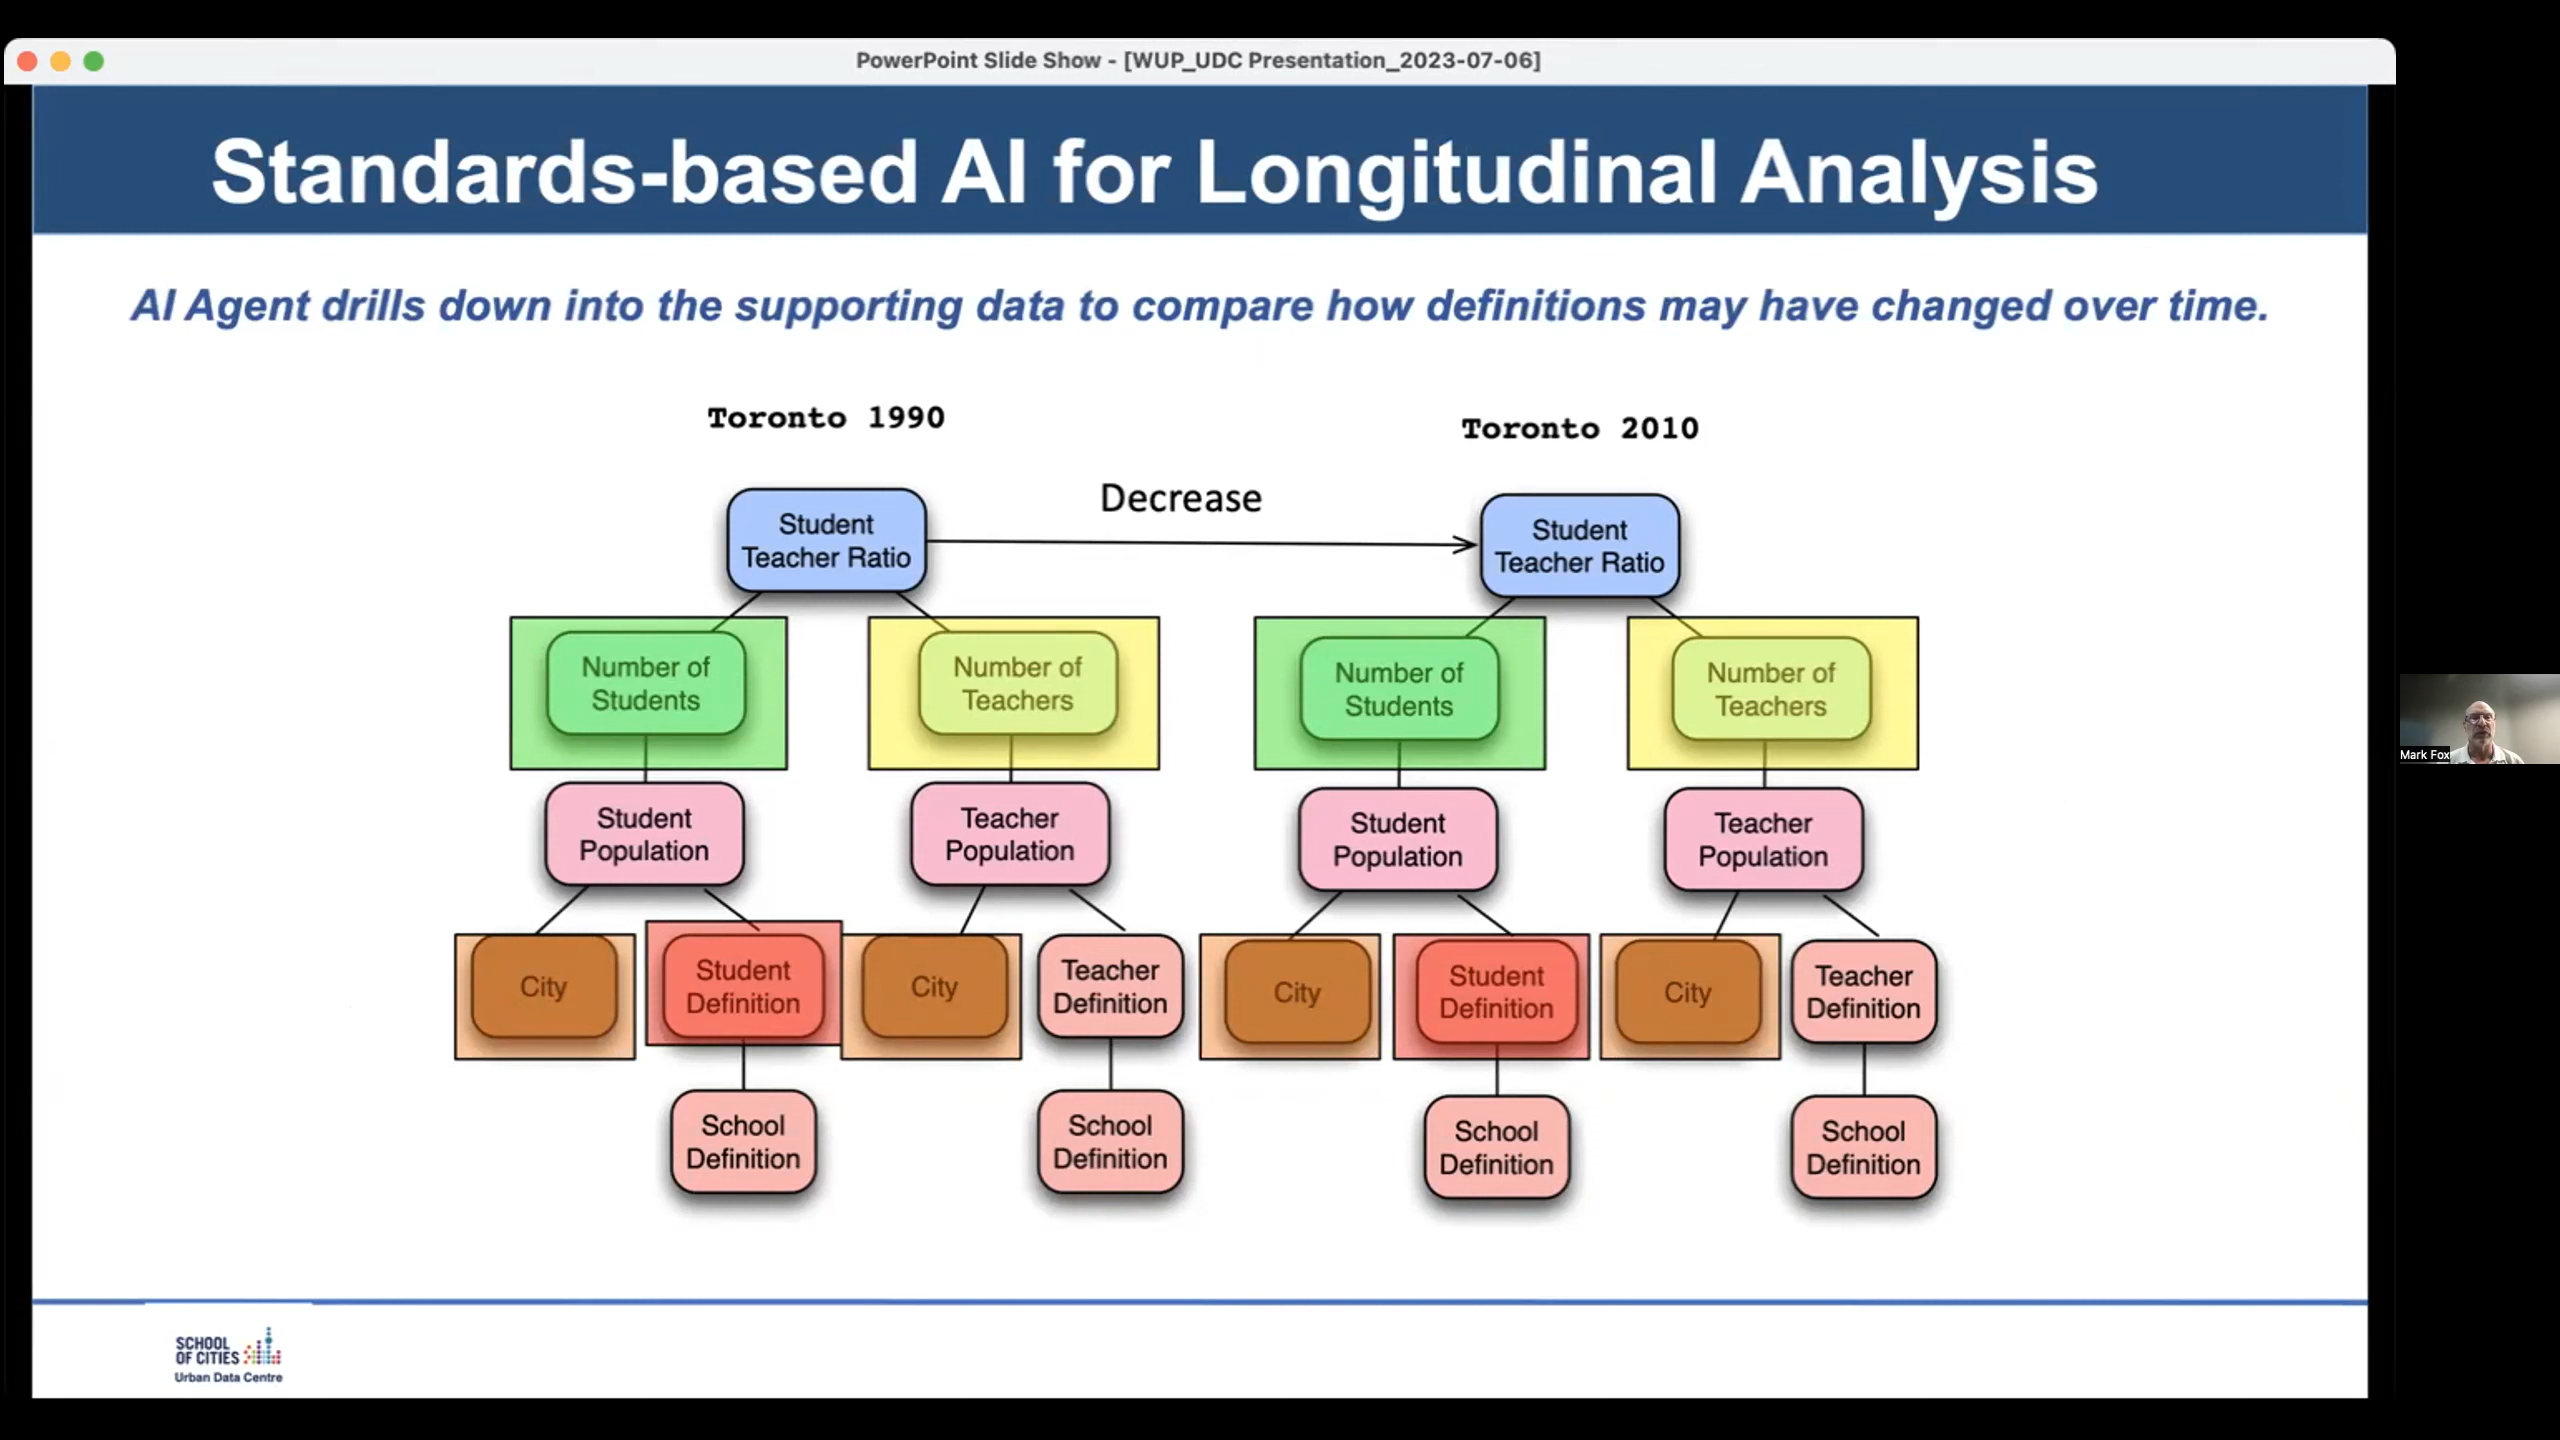 PowerPoint Slide Show - [WUP_UDC Presentation_2023-07-06]
Standards-based AI for Longitudinal Analysis
AI Agent drills down into the supporting data to compare how definitions may have changed over time.
Toronto 1990
Toronto 2010
Decrease
Student
Teacher Ratio
Student
Teacher Ratio
Number of
Students
Number of
Teachers
Number of
Students
Number of
Teachers
Student
Population
Teacher
Population
Student
Population
Teacher
Population
City
Student
Definition
City
Teacher
Definition
City
Student
Definition
City
Teacher
Definition
School
Definition
School
Definition
School
Definition
School
Definition
Mark Fox
SCHOOL
OF CITIES
Urban Data Centre